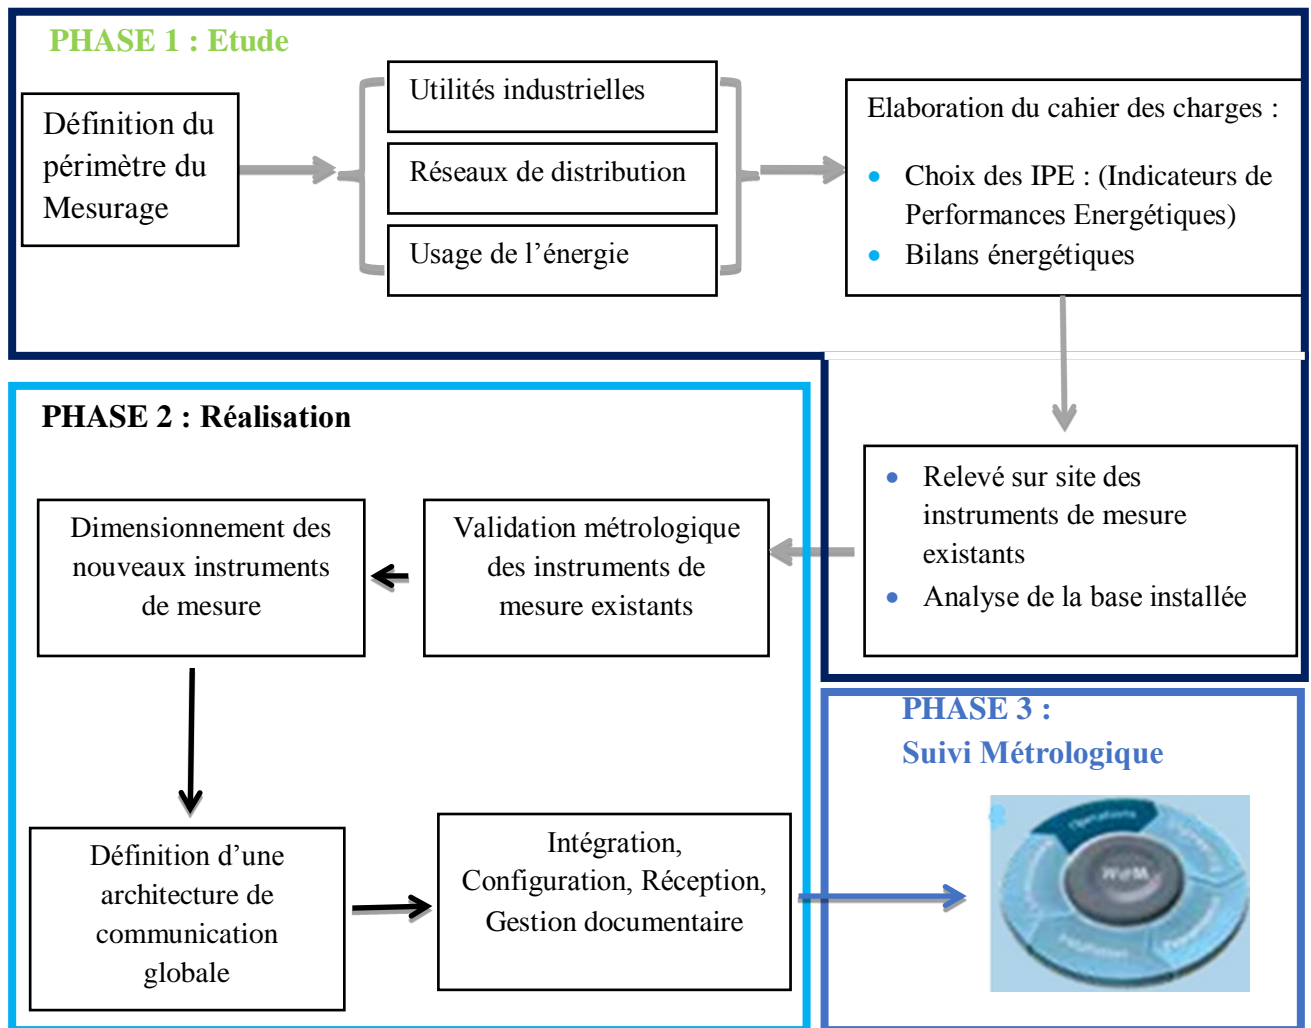 PHASE 1 : Etude
Définition du
périmètre du
Mesurage
Utilités industrielles
Réseaux de distribution
Usage de l’énergie
Elaboration du cahier des charges :
• Choix des IPE : (Indicateurs de
Performances Energétiques)
• Bilans énergétiques
• Relevé sur site des
instruments de mesure
existants
• Analyse de la base installée
PHASE 2 : Réalisation
Validation métrologique
des instruments de
mesure existants
Dimensionnement des
nouveaux instruments
de mesure
Définition d’une
architecture de
communication
globale
Intégration,
Configuration, Réception,
Gestion documentaire
PHASE 3 :
Suivi Métrologique
Operations